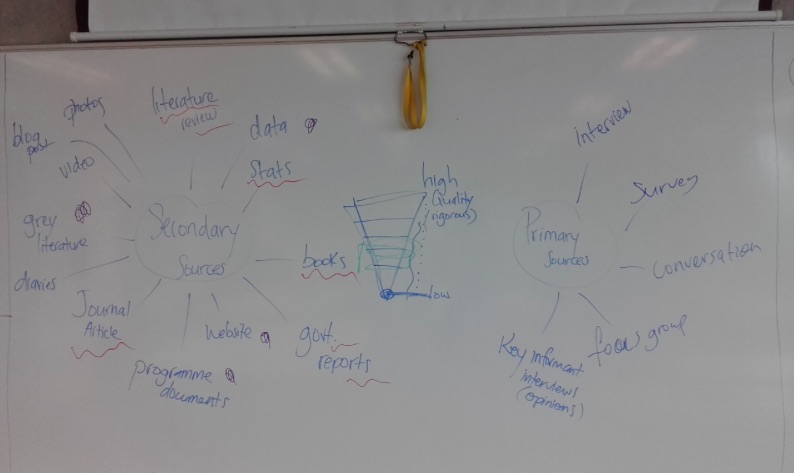 photos
literature
review
data
blog
post
video
Stats
Secondary
Sources
grey
literature
diaries
books
Journal
Article
website
govt.
reports
programme
documents
high
Quality
rigorous)
low
interview
Survey
Primary
Sources
Conversation
focus group
Key informant
interviews
(opinions)